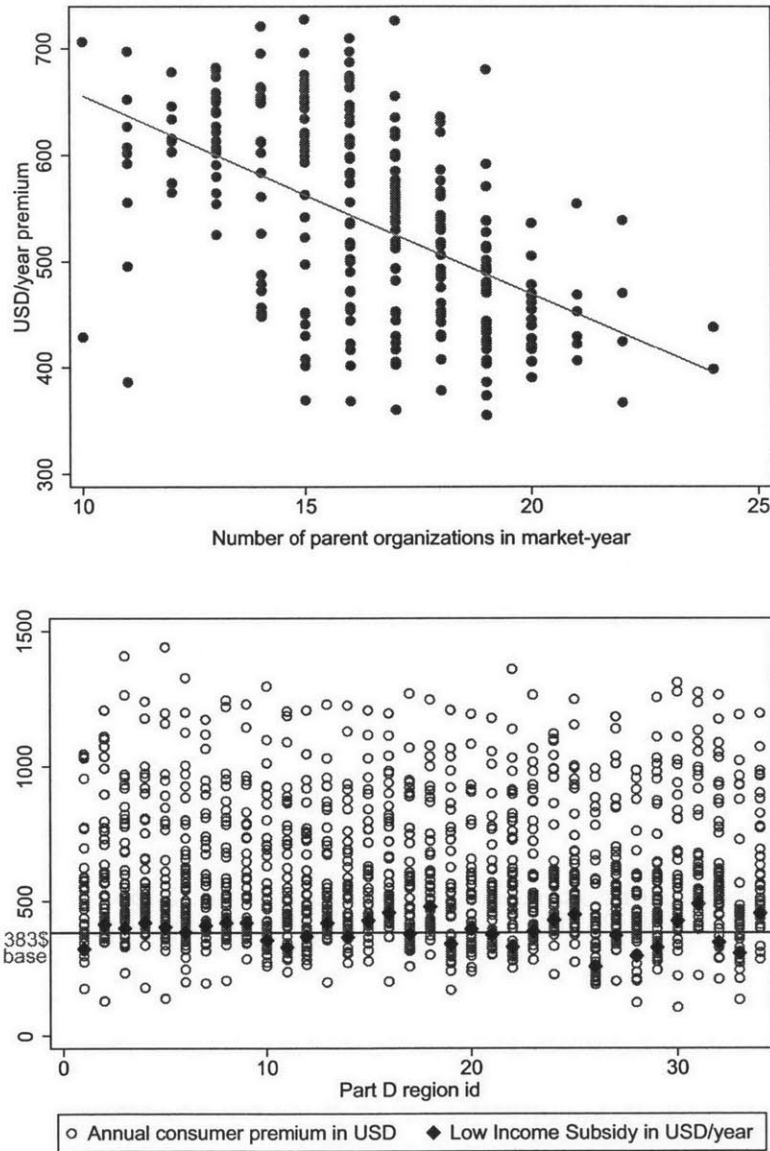 USD/year premium
700
600
500
400
300
10 15 20 25
Number of parent organizations in market-year
1500
1000
500
383$
base
0
0 10 20 30
Part D region id
Annual consumer premium in USD Low Income Subsidy in USD/year